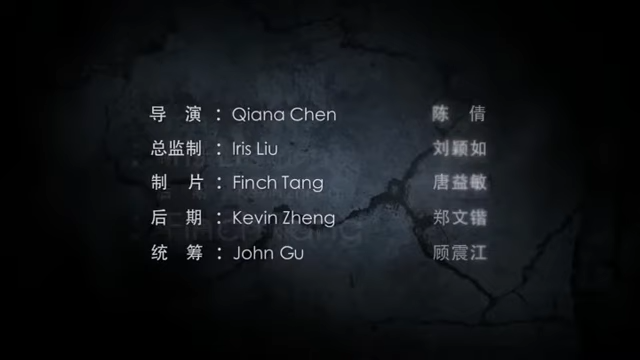 导 演 : Qiana Chen 陈 倩
总监制 : Iris Liu 刘颖如
制 片 : Finch Tang 唐益敏
后 期 : Kevin Zheng 郑文锴
统 筹 : John Gu 顾震江